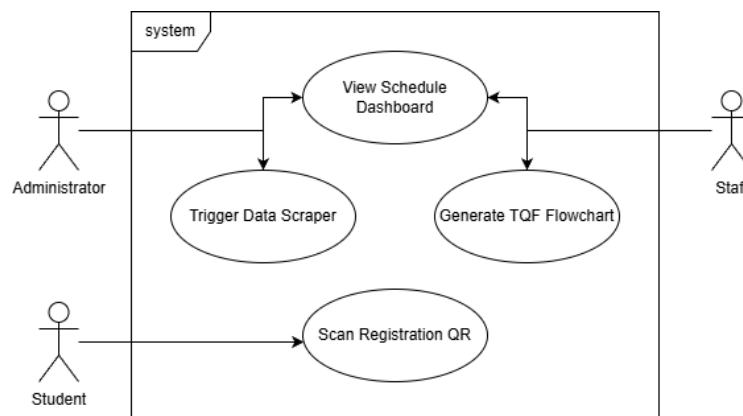 system
View Schedule
Dashboard
Administrator
Trigger Data Scraper
Generate TQF Flowchart
Scan Registration QR
Student